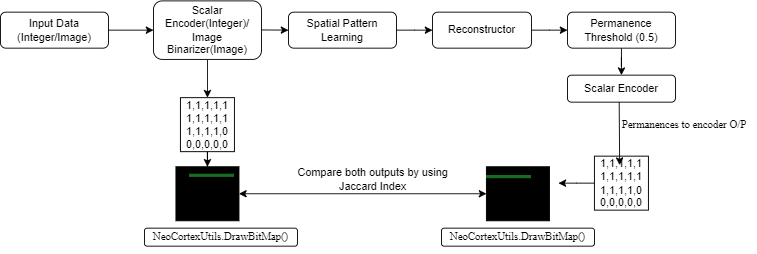 Input Data
(Integer/Image)
Scalar
Encoder(Integer)/
Image
Binarizer(Image)
Spatial Pattern
Learning
Reconstructor
Permanence
Threshold (0.5)
Scalar Encoder
Permanences to encoder O/P
1,1,1,1,1
1,1,1,1,1
1,1,1,1,0
0,0,0,0,0
1,1,1,1,1
1,1,1,1,1
1,1,1,1,0
0,0,0,0,0
Compare both outputs by using
Jaccard Index
NeoCortexUtils.DrawBitMap()
NeoCortexUtils.DrawBitMap()